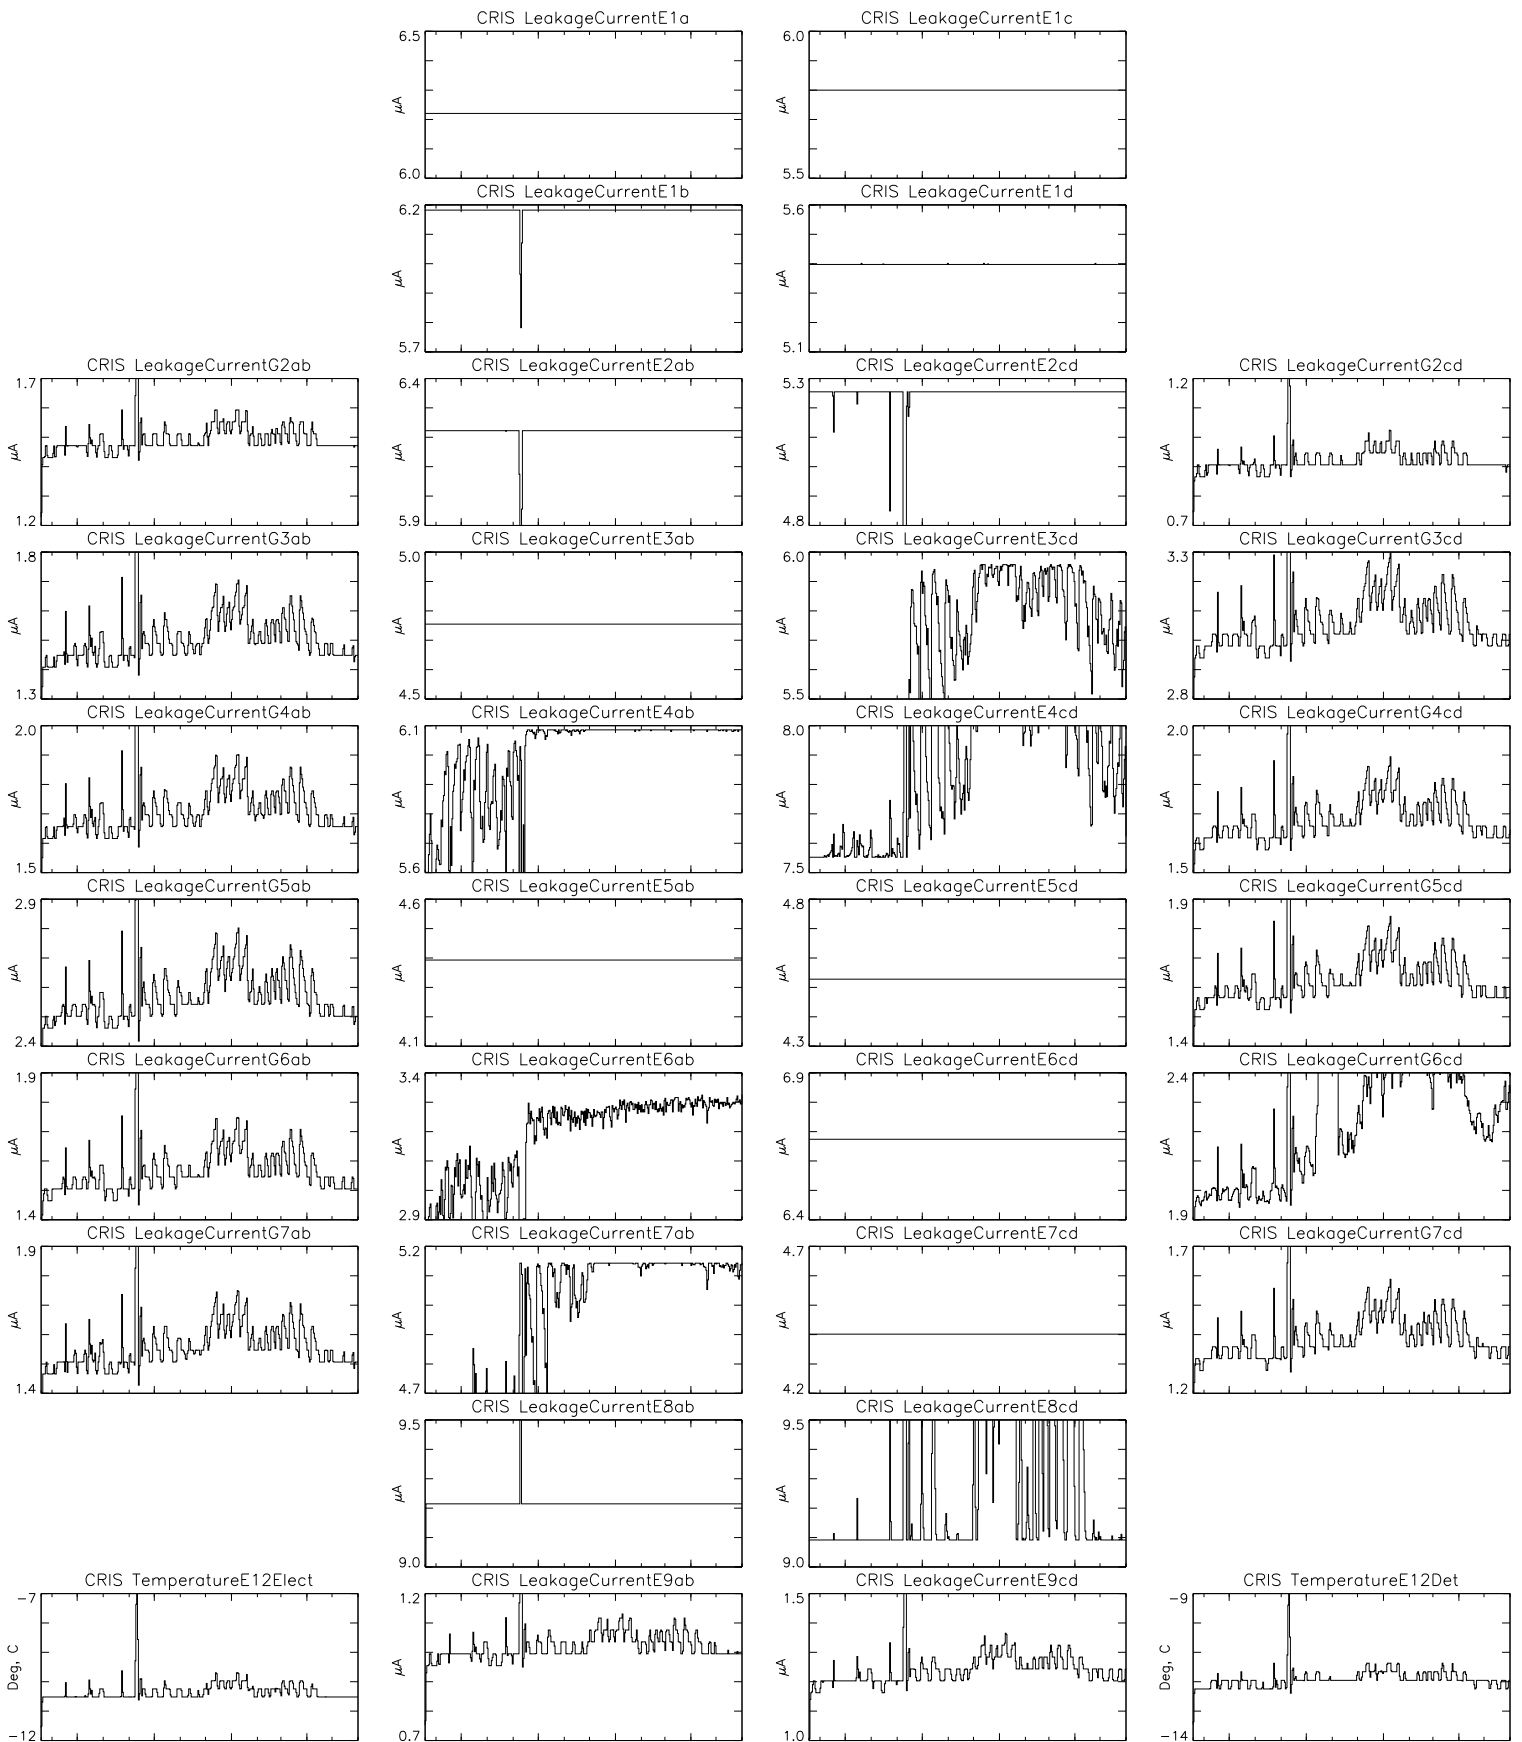 CRIS LeakageCurrentE1a
CRIS LeakageCurrentE1c
6.5
μA
6.0
6.0
μA
5.5
CRIS LeakageCurrentE1b
CRIS LeakageCurrentE1d
6.2
μA
5.7
5.6
μA
5.1
CRIS LeakageCurrentG2ab
CRIS LeakageCurrentE2ab
CRIS LeakageCurrentE2cd
CRIS LeakageCurrentG2cd
1.7
μA
1.2
6.4
μA
5.9
5.3
μA
4.8
1.2
μA
0.7
CRIS LeakageCurrentG3ab
CRIS LeakageCurrentE3ab
CRIS LeakageCurrentE3cd
CRIS LeakageCurrentG3cd
1.8
μA
1.3
5.0
μA
4.5
6.0
μA
5.5
3.3
μA
2.8
CRIS LeakageCurrentG4ab
CRIS LeakageCurrentE4ab
CRIS LeakageCurrentE4cd
CRIS LeakageCurrentG4cd
2.0
μA
1.5
6.1
μA
5.6
8.0
μA
7.5
2.0
μA
1.5
CRIS LeakageCurrentG5ab
CRIS LeakageCurrentE5ab
CRIS LeakageCurrentE5cd
CRIS LeakageCurrentG5cd
2.9
μA
2.4
4.6
μA
4.1
4.8
μA
4.3
1.9
μA
1.4
CRIS LeakageCurrentG6ab
CRIS LeakageCurrentE6ab
CRIS LeakageCurrentE6cd
CRIS LeakageCurrentG6cd
1.9
μA
1.4
3.4
μA
2.9
6.9
μA
6.4
2.4
μA
1.9
CRIS LeakageCurrentG7ab
CRIS LeakageCurrentE7ab
CRIS LeakageCurrentE7cd
CRIS LeakageCurrentG7cd
1.9
μA
1.4
5.2
μA
4.7
4.7
μA
4.2
1.7
μA
1.2
CRIS LeakageCurrentE8ab
CRIS LeakageCurrentE8cd
9.5
μA
9.0
9.5
μA
9.0
CRIS TemperatureE12Elect
CRIS LeakageCurrentE9ab
CRIS LeakageCurrentE9cd
CRIS TemperatureE12Det
−7
Deg, C
−12
1.2
μA
0.7
1.5
μA
1.0
−9
Deg, C
−14